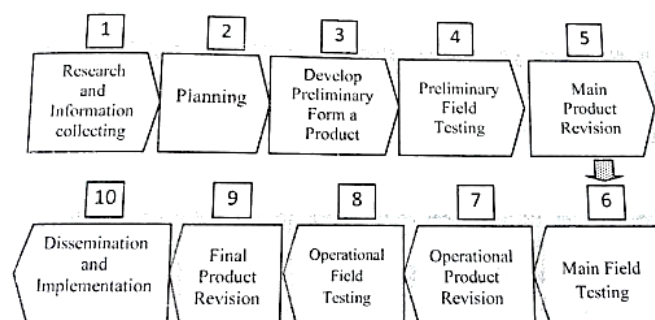 1
Research
and
Information
collecting
2
Planning
3
Develop
Preliminary
Form a
Product
4
Preliminary
Field
Testing
5
Main
Product
Revision
6
Main Field
Testing
7
Operational
Product
Revision
8
Operational
Field
Testing
9
Final
Product
Revision
10
Dissemination
and
Implementation